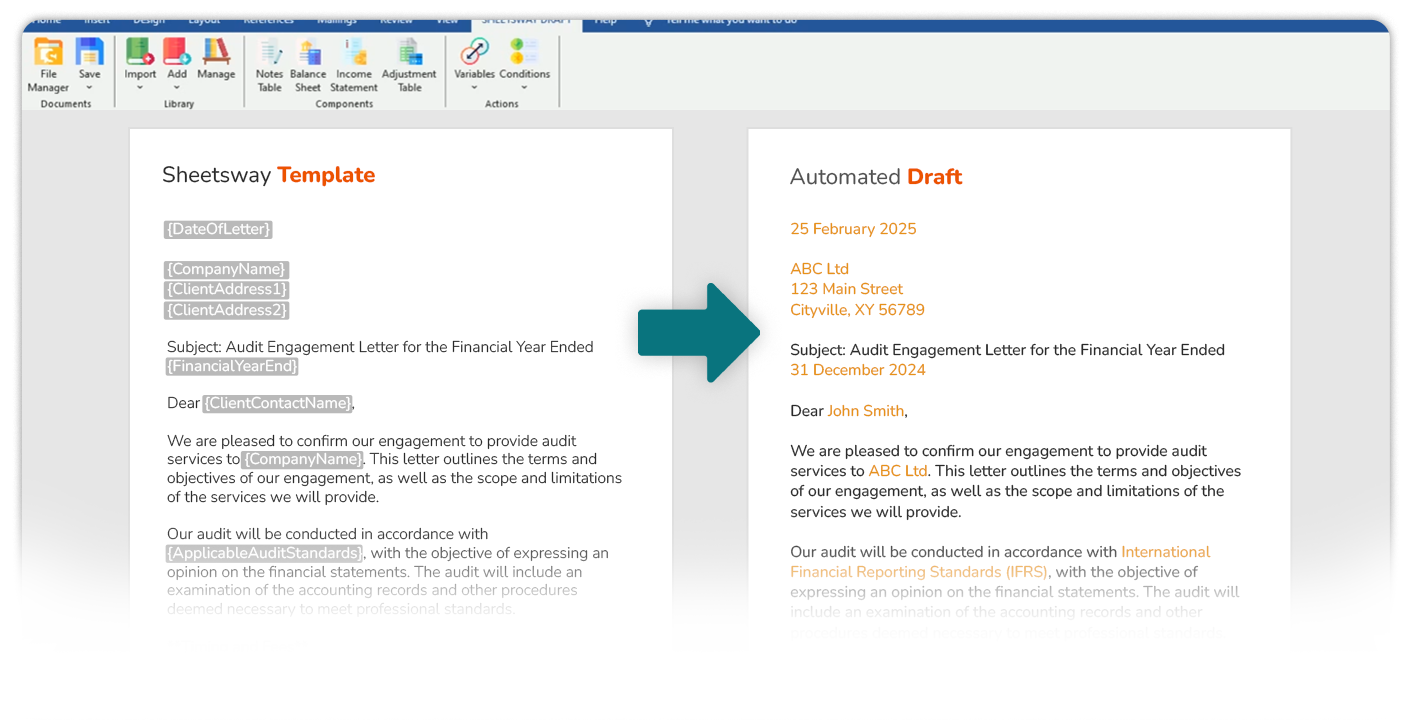 Home Insert Design Layout References Mailings Review View SHEETSWAY DRAFT Help Tell me what you want to do
File Manager
Save
Import
Add
Manage
Notes Table
Balance Sheet
Income Statement
Adjustment Table
Variables
Conditions
Documents
Library
Components
Actions
Sheetsway Template
{DateOfLetter}
{CompanyName}
{ClientAddress1}
{ClientAddress2}
Subject: Audit Engagement Letter for the Financial Year Ended
{FinancialYearEnd}
Dear {ClientContactName},
We are pleased to confirm our engagement to provide audit
services to {CompanyName}. This letter outlines the terms and
objectives of our engagement, as well as the scope and limitations
of the services we will provide.
Our audit will be conducted in accordance with
{ApplicableAuditStandards}, with the objective of expressing an
opinion on the financial statements. The audit will include an
examination of the accounting records and other procedures
deemed necessary to meet professional standards.
Automated Draft
25 February 2025
ABC Ltd
123 Main Street
Cityville, XY 56789
Subject: Audit Engagement Letter for the Financial Year Ended
31 December 2024
Dear John Smith,
We are pleased to confirm our engagement to provide audit
services to ABC Ltd. This letter outlines the terms and objectives
of our engagement, as well as the scope and limitations of the
services we will provide.
Our audit will be conducted in accordance with International
Financial Reporting Standards (IFRS), with the objective of
expressing an opinion on the financial statements. The audit will
include an examination of the accounting records and other
procedures deemed necessary to meet professional standards.